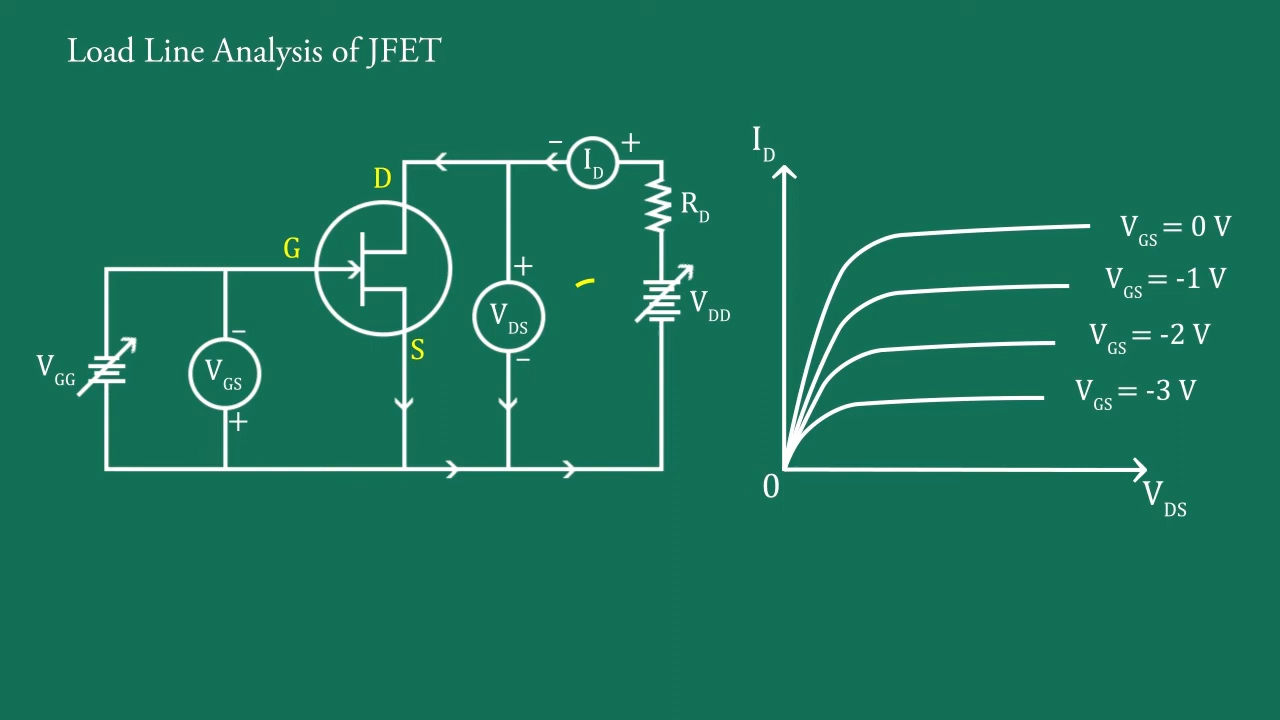 Load Line Analysis of JFET
− I_D +
D
R_D
G
+
V_DS
−
V_DD
S
−
V_GG
V_GS
+
I_D
V_GS = 0 V
V_GS = -1 V
V_GS = -2 V
V_GS = -3 V
0
V_DS